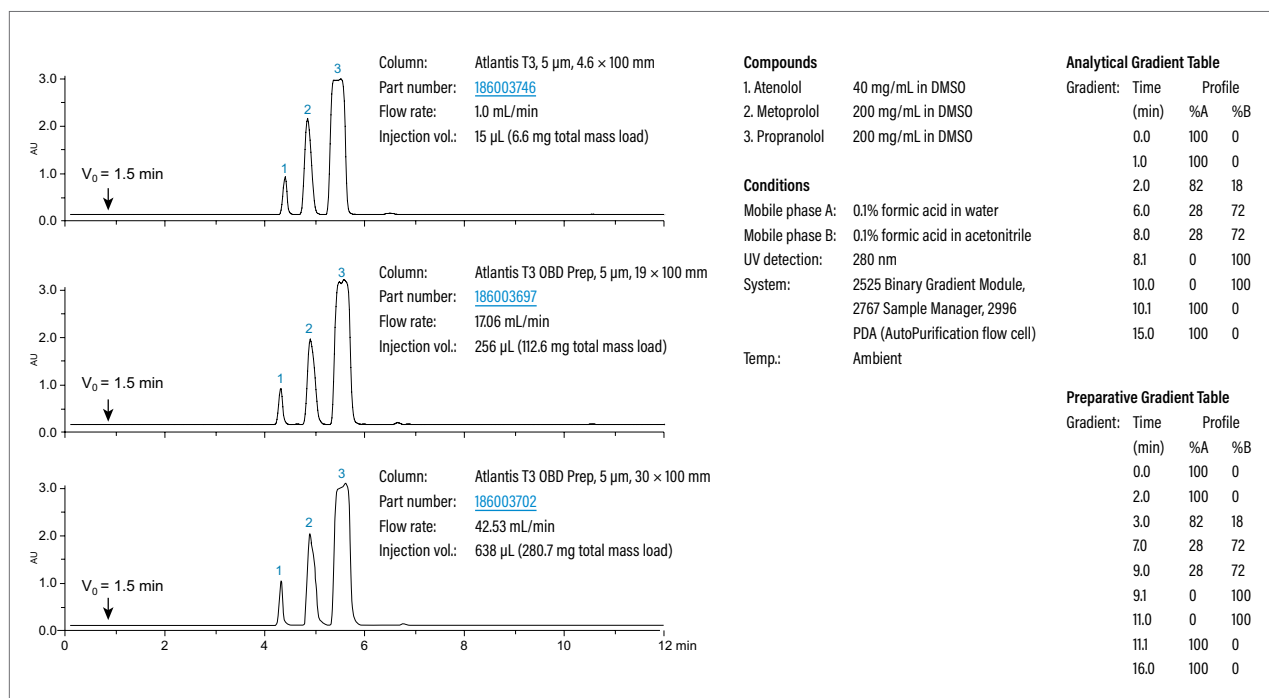 3.0
2.0
1.0
0.0
AU
V0 = 1.5 min
1
2
3
Column: Atlantis T3, 5 µm, 4.6 × 100 mm
Part number: 186003746
Flow rate: 1.0 mL/min
Injection vol.: 15 µL (6.6 mg total mass load)
3.0
2.0
1.0
0.0
AU
V0 = 1.5 min
1
2
3
Column: Atlantis T3 OBD Prep, 5 µm, 19 × 100 mm
Part number: 186003697
Flow rate: 17.06 mL/min
Injection vol.: 256 µL (112.6 mg total mass load)
3.0
2.0
1.0
0.0
AU
V0 = 1.5 min
1
2
3
Column: Atlantis T3 OBD Prep, 5 µm, 30 × 100 mm
Part number: 186003702
Flow rate: 42.53 mL/min
Injection vol.: 638 µL (280.7 mg total mass load)
0 2 4 6 8 10 12 min
Compounds
1. Atenolol 40 mg/mL in DMSO
2. Metoprolol 200 mg/mL in DMSO
3. Propranolol 200 mg/mL in DMSO
Conditions
Mobile phase A: 0.1% formic acid in water
Mobile phase B: 0.1% formic acid in acetonitrile
UV detection: 280 nm
System: 2525 Binary Gradient Module,
2767 Sample Manager, 2996
PDA (AutoPurification flow cell)
Temp.: Ambient
Analytical Gradient Table
Gradient: Time Profile
(min) %A %B
0.0 100 0
1.0 100 0
2.0 82 18
6.0 28 72
8.0 28 72
8.1 0 100
10.0 0 100
10.1 100 0
15.0 100 0
Preparative Gradient Table
Gradient: Time Profile
(min) %A %B
0.0 100 0
2.0 100 0
3.0 82 18
7.0 28 72
9.0 28 72
9.1 0 100
11.0 0 100
11.1 100 0
16.0 100 0